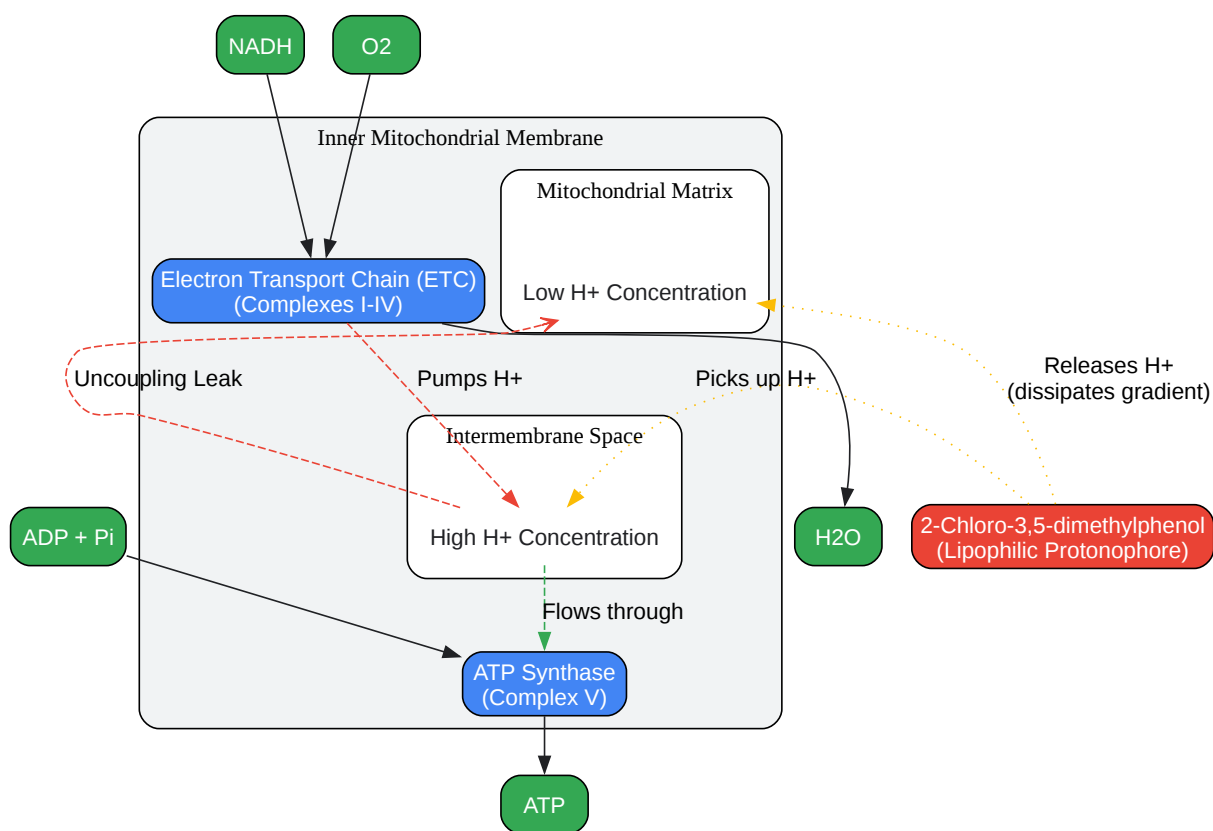 NADH
O2
Inner Mitochondrial Membrane
Mitochondrial Matrix
Electron Transport Chain (ETC)
(Complexes I-IV)
Low H+ Concentration
Uncoupling Leak
Pumps H+
Picks up H+
Releases H+
(dissipates gradient)
Intermembrane Space
ADP + Pi
High H+ Concentration
H2O
2-Chloro-3,5-dimethylphenol
(Lipophilic Protonophore)
Flows through
ATP Synthase
(Complex V)
ATP